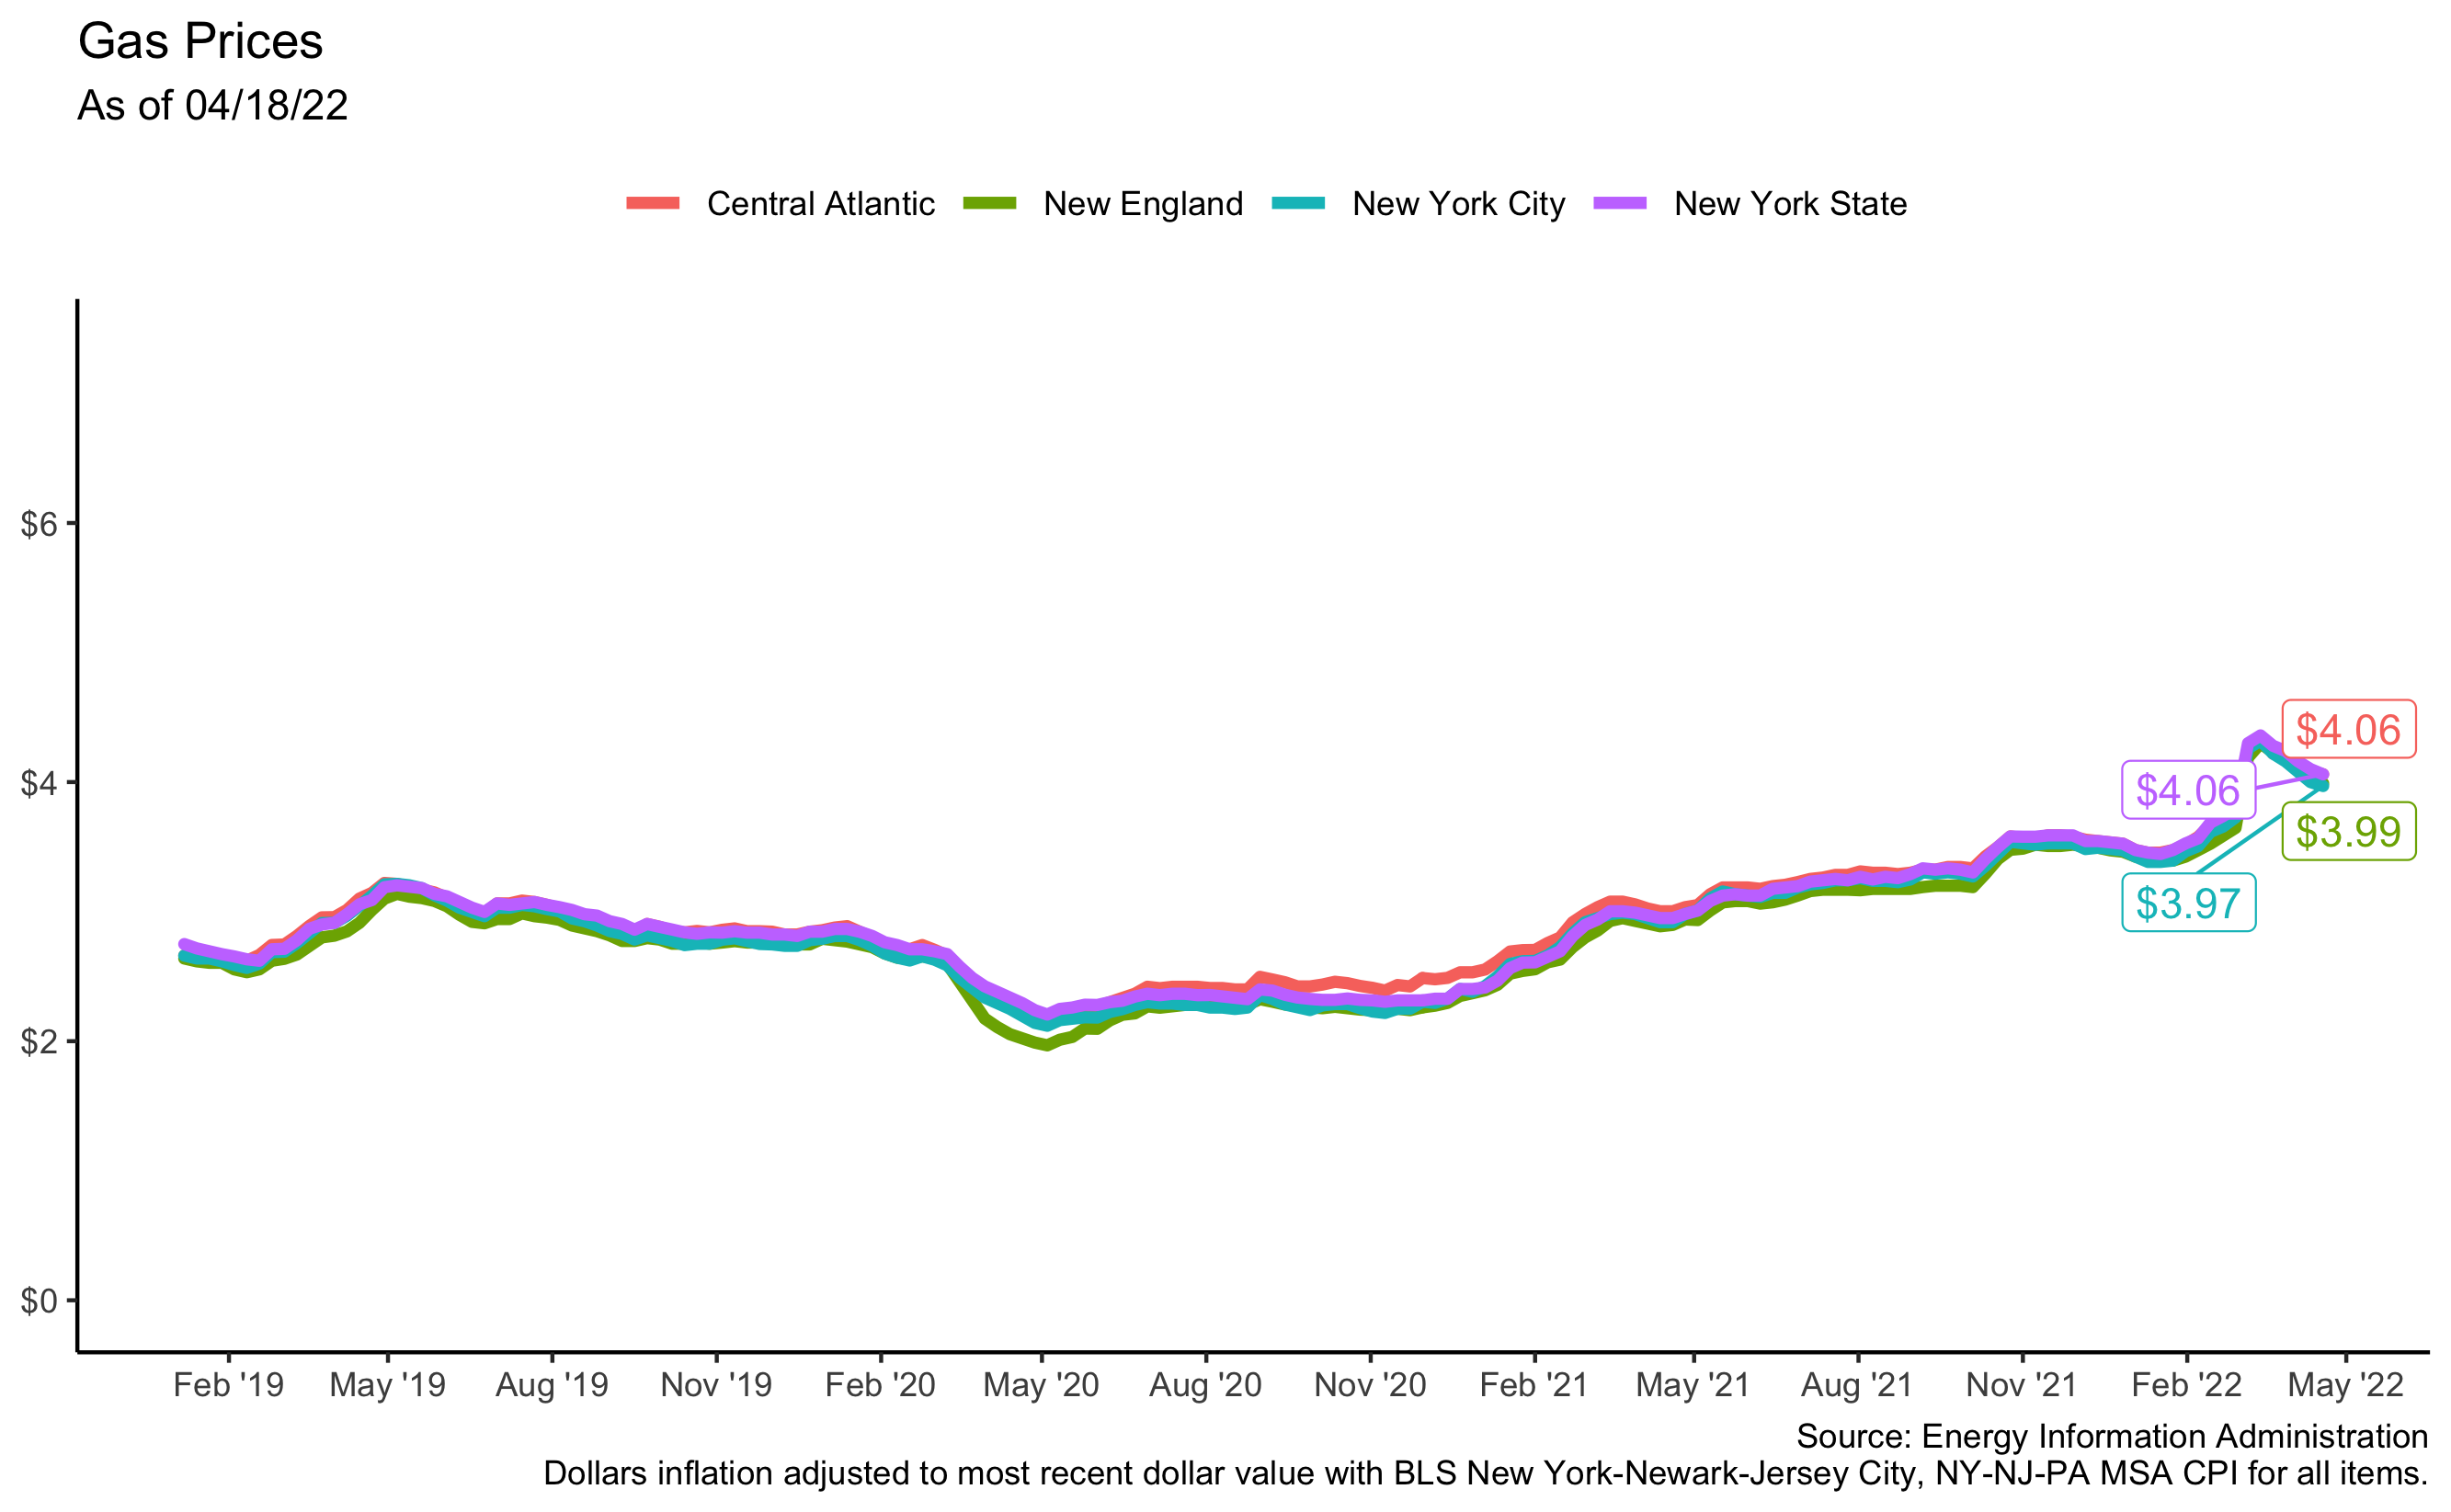 Gas Prices
As of 04/18/22
Central Atlantic New England New York City New York State
$6
$4
$2
$0
$4.06
$4.06
$3.99
$3.97
Feb '19 May '19 Aug '19 Nov '19 Feb '20 May '20 Aug '20 Nov '20 Feb '21 May '21 Aug '21 Nov '21 Feb '22 May '22
Source: Energy Information Administration
Dollars inflation adjusted to most recent dollar value with BLS New York-Newark-Jersey City, NY-NJ-PA MSA CPI for all items.